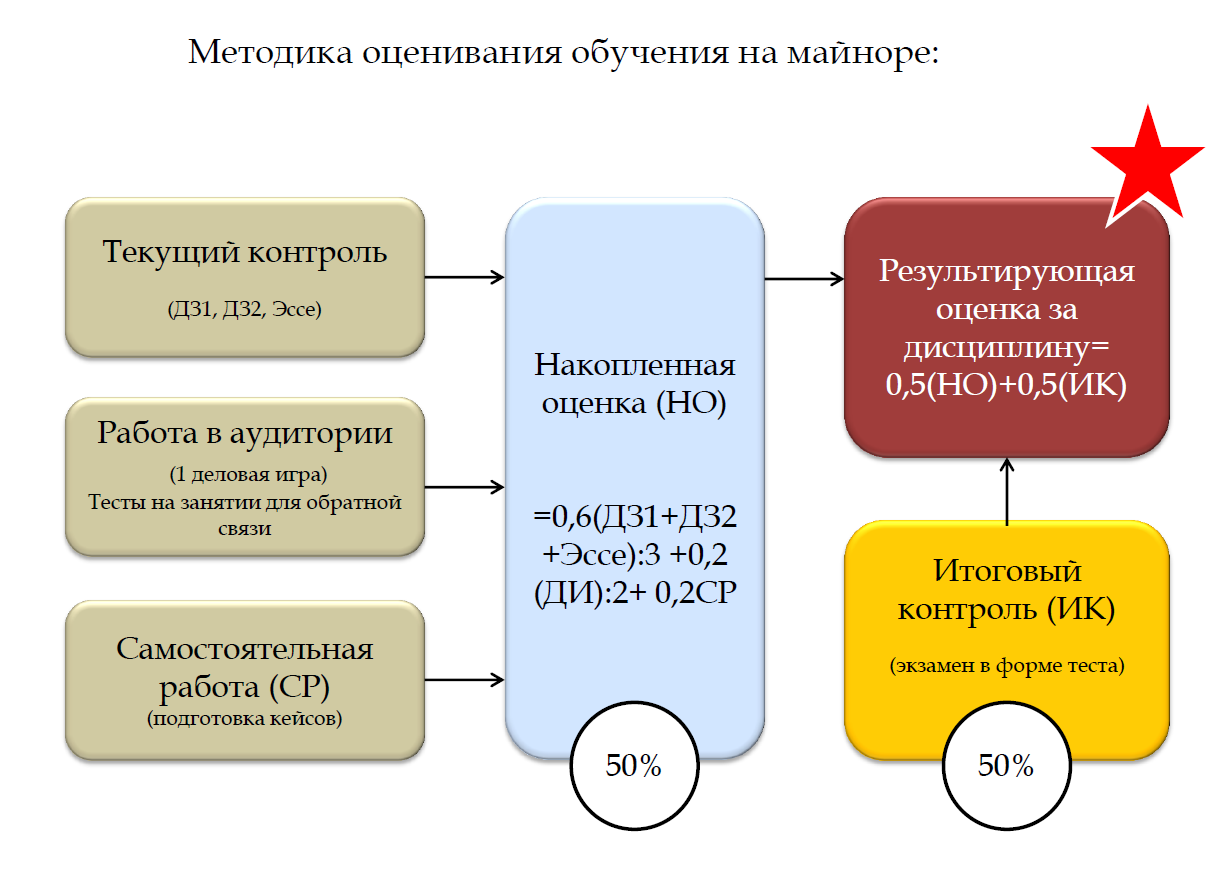 Методика оценивания обучения на майноре:
Текущий контроль
(ДЗ1, ДЗ2, Эссе)
Работа в аудитории
(1 деловая игра)
Тесты на занятии для обратной
связи
Самостоятельная
работа (СР)
(подготовка кейсов)
Накопленная
оценка (НО)
=0,6(ДЗ1+ДЗ2
+Эссе):3 +0,2
(ДИ):2+ 0,2СР
50%
Результирующая
оценка за
дисциплину=
0,5(НО)+0,5(ИК)
Итоговый
контроль (ИК)
(экзамен в форме теста)
50%